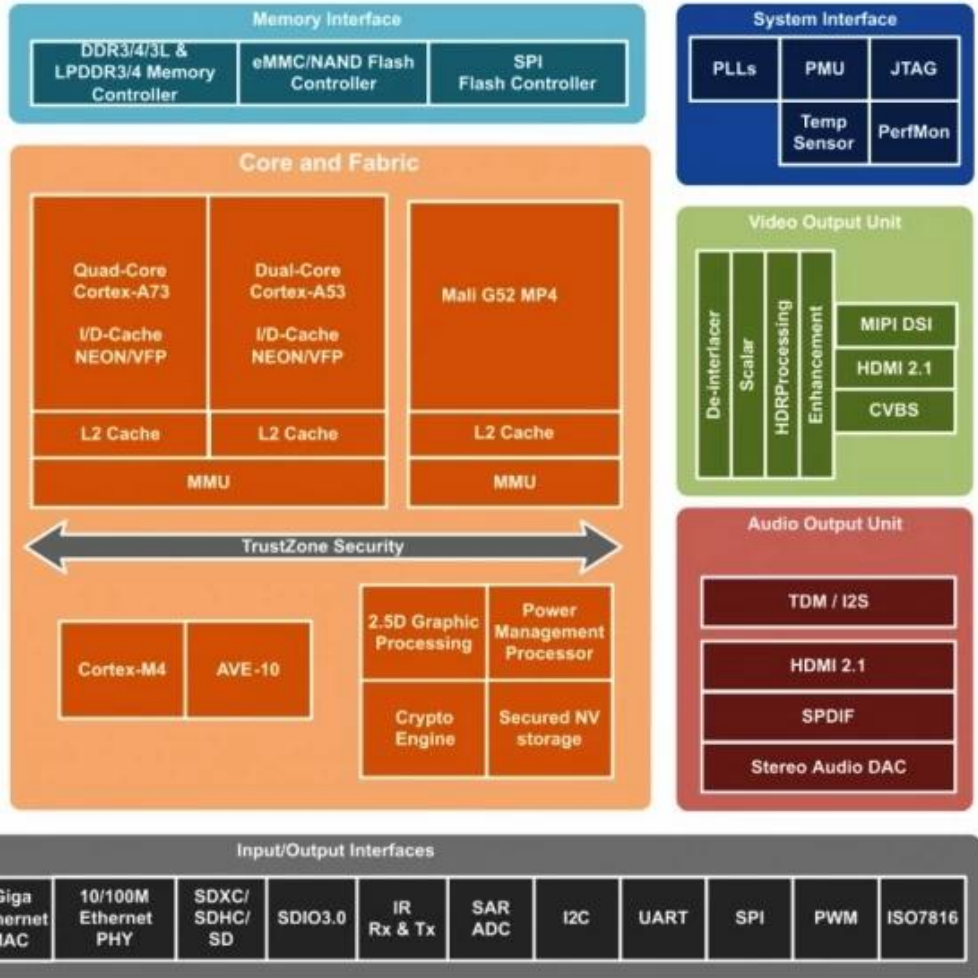 Memory Interface
DDR3/4/3L &
LPDDR3/4 Memory
Controller
eMMC/NAND Flash
Controller
SPI
Flash Controller
System Interface
PLLs
PMU
JTAG
Temp
Sensor
PerfMon
Core and Fabric
Quad-Core
Cortex-A73
I/D-Cache
NEON/VFP
Dual-Core
Cortex-A53
I/D-Cache
NEON/VFP
Mali G52 MP4
L2 Cache
L2 Cache
L2 Cache
MMU
MMU
TrustZone Security
Cortex-M4
AVE-10
2.5D Graphic
Processing
Power
Management
Processor
Crypto
Engine
Secured NV
storage
Video Output Unit
De-interlacer
Scalar
HDRProcessing
Enhancement
MIPI DSI
HDMI 2.1
CVBS
Audio Output Unit
TDM / I2S
HDMI 2.1
SPDIF
Stereo Audio DAC
Input/Output Interfaces
Giga
hernet
MAC
10/100M
Ethernet
PHY
SDXC/
SDHC/
SD
SDIO3.0
IR
Rx & Tx
SAR
ADC
I2C
UART
SPI
PWM
ISO7816